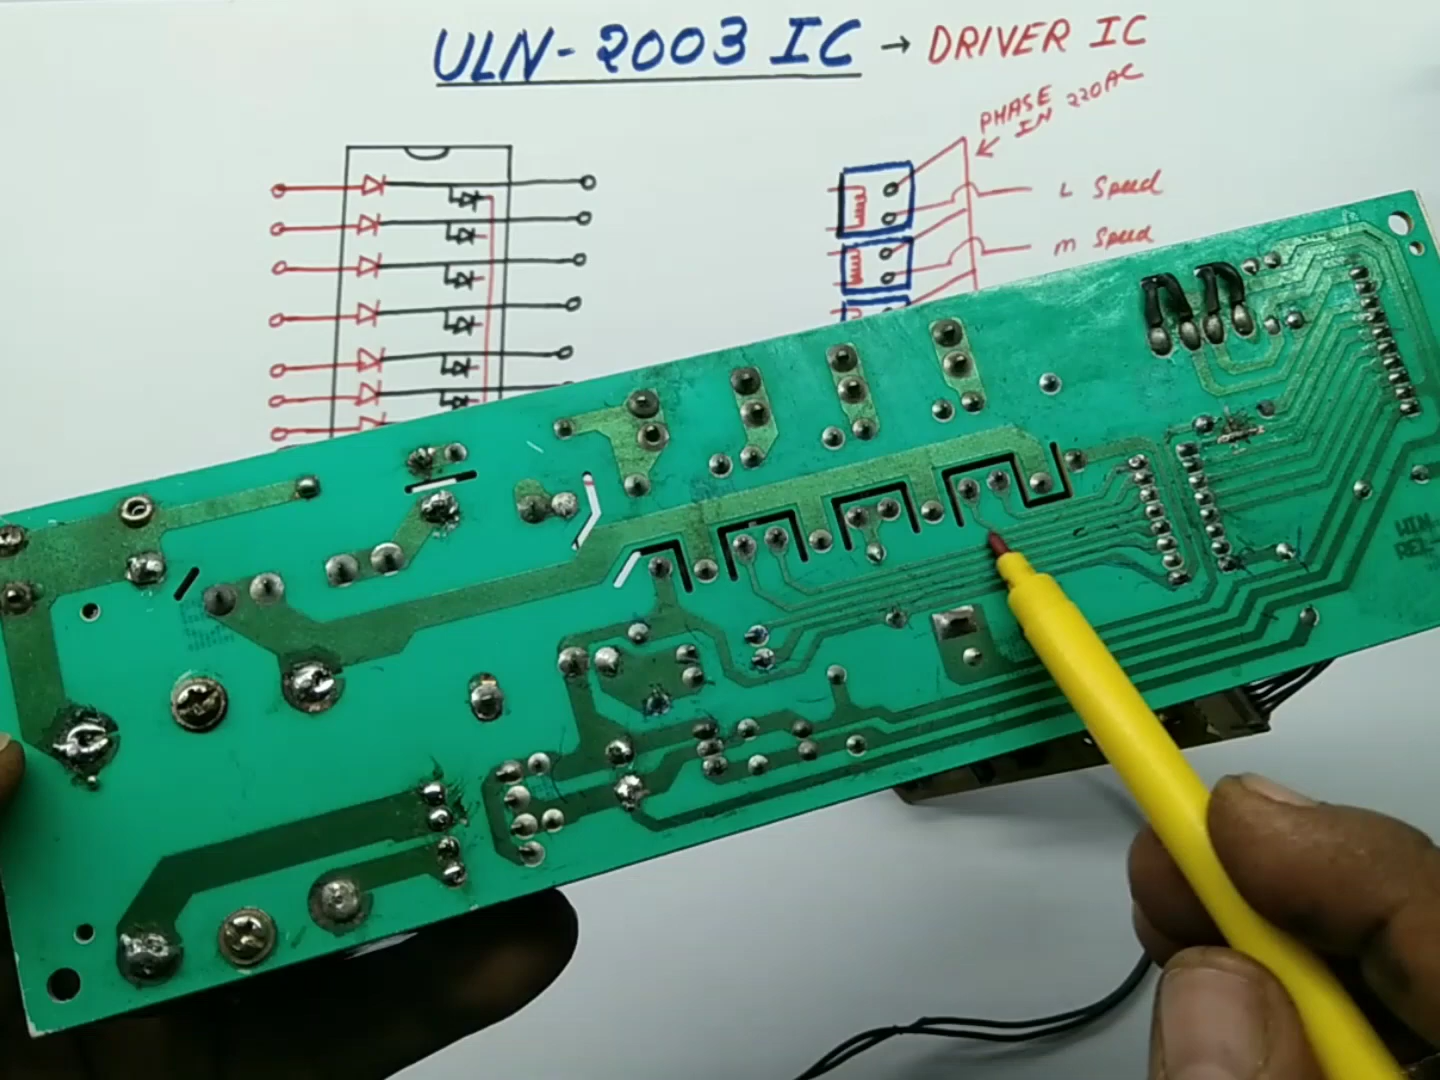 ULN-2003 IC → DRIVER IC
PHASE
IN 220AC
L Speed
m Speed